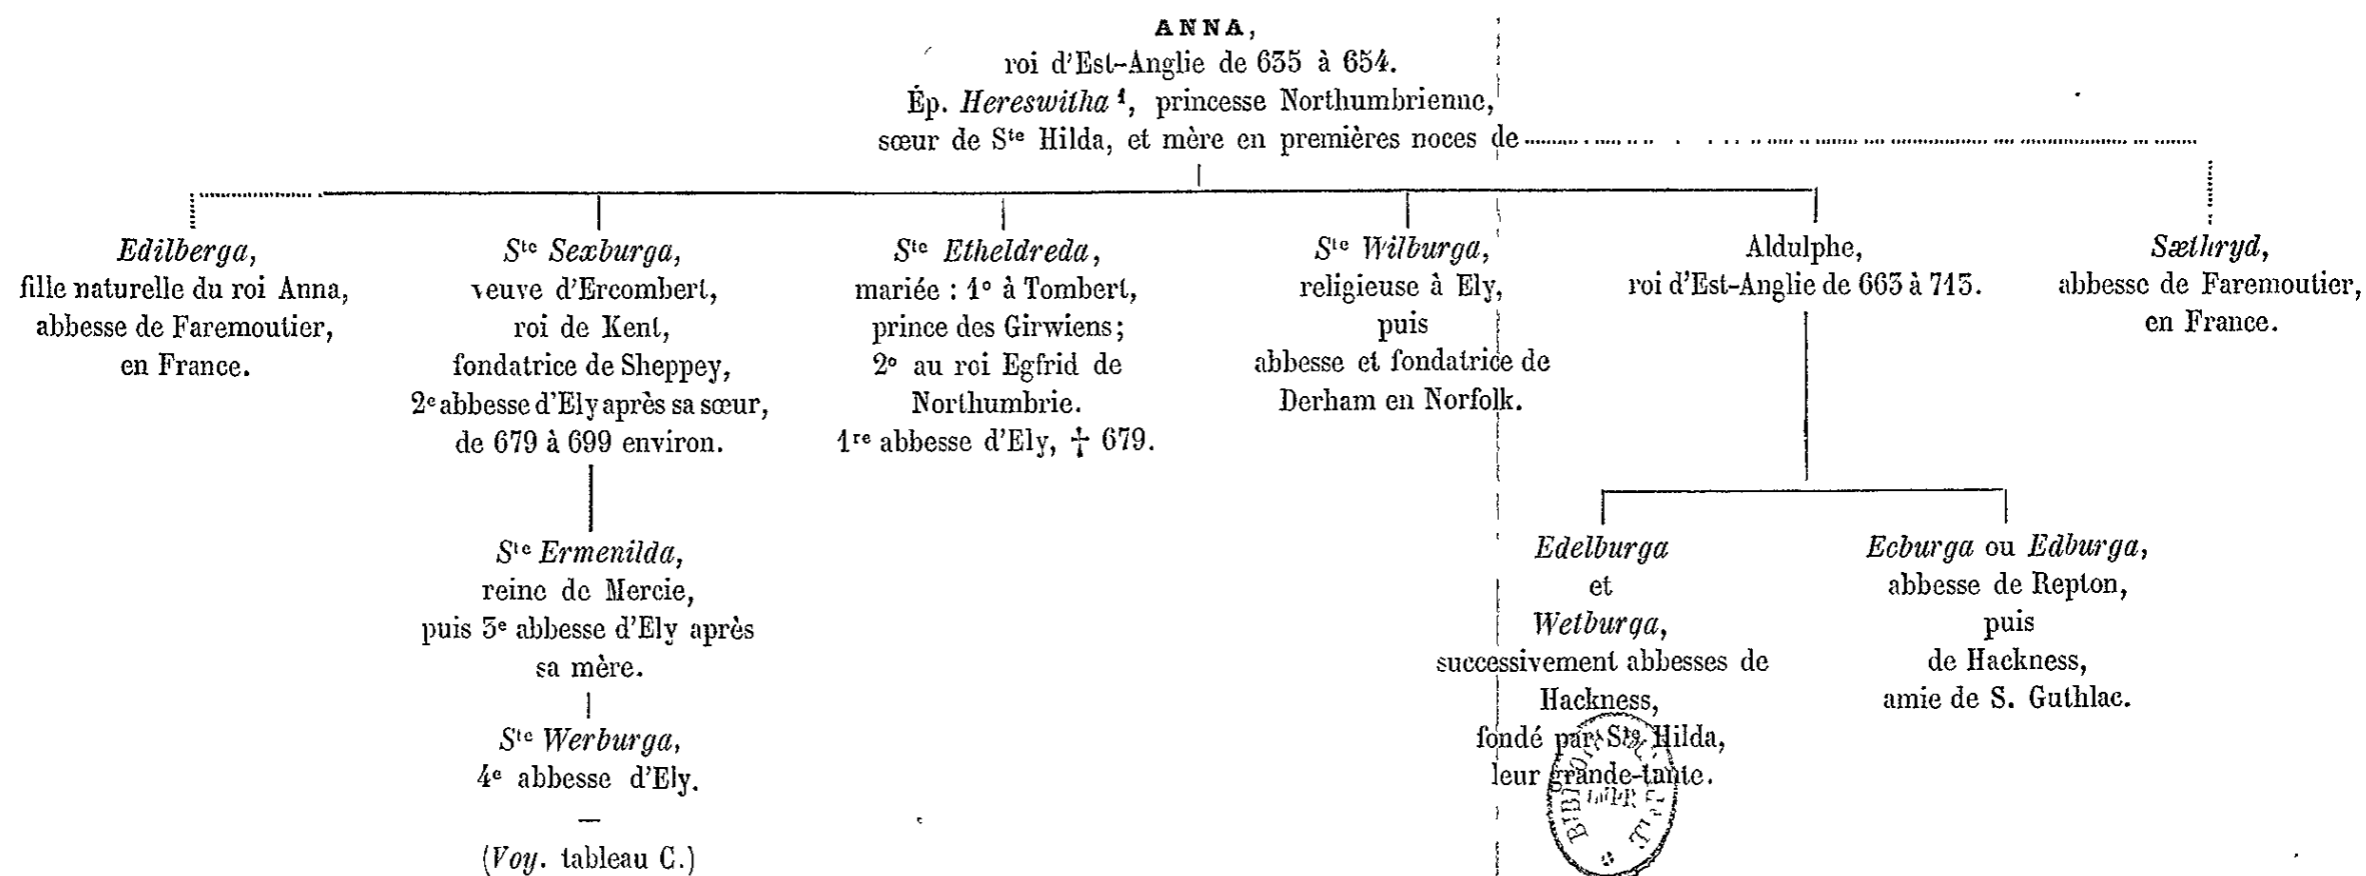 ANNA,
roi d'Est-Anglie de 635 à 654.
Ép. Hereswitha ¹, princesse Northumbrienne,
sœur de Sᵗᵉ Hilda, et mère en premières noces de
Edilberga,
fille naturelle du roi Anna,
abbesse de Faremoutier,
en France.
Sᵗᵉ Sexburga,
veuve d'Ercombert,
roi de Kent,
fondatrice de Sheppey,
2ᵉ abbesse d'Ely après sa sœur,
de 679 à 699 environ.
Sᵗᵉ Etheldreda,
mariée : 1º à Tombert,
prince des Girwiens;
2º au roi Egfrid de
Northumbrie.
1ʳᵉ abbesse d'Ely, † 679.
Sᵗᵉ Wilburga,
religieuse à Ely,
puis
abbesse et fondatrice de
Derham en Norfolk.
Aldulphe,
roi d'Est-Anglie de 663 à 713.
Sæthryd,
abbesse de Faremoutier,
en France.
Sᵗᵉ Ermenilda,
reine de Mercie,
puis 3ᵉ abbesse d'Ely après
sa mère.
Sᵗᵉ Werburga,
4ᵉ abbesse d'Ely.
(Voy. tableau C.)
Edelburga
et
Wetburga,
successivement abbesses de
Hackness,
fondé par Sᵗᵉ Hilda,
leur grande-tante.
Ecburga ou Edburga,
abbesse de Repton,
puis
de Hackness,
amie de S. Guthlac.